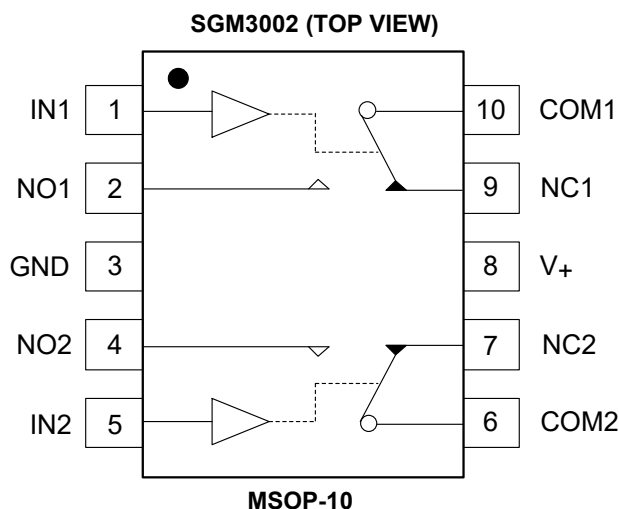 SGM3002 (TOP VIEW)
IN1 1 10 COM1
NO1 2 9 NC1
GND 3 8 V+
NO2 4 7 NC2
IN2 5 6 COM2
MSOP-10